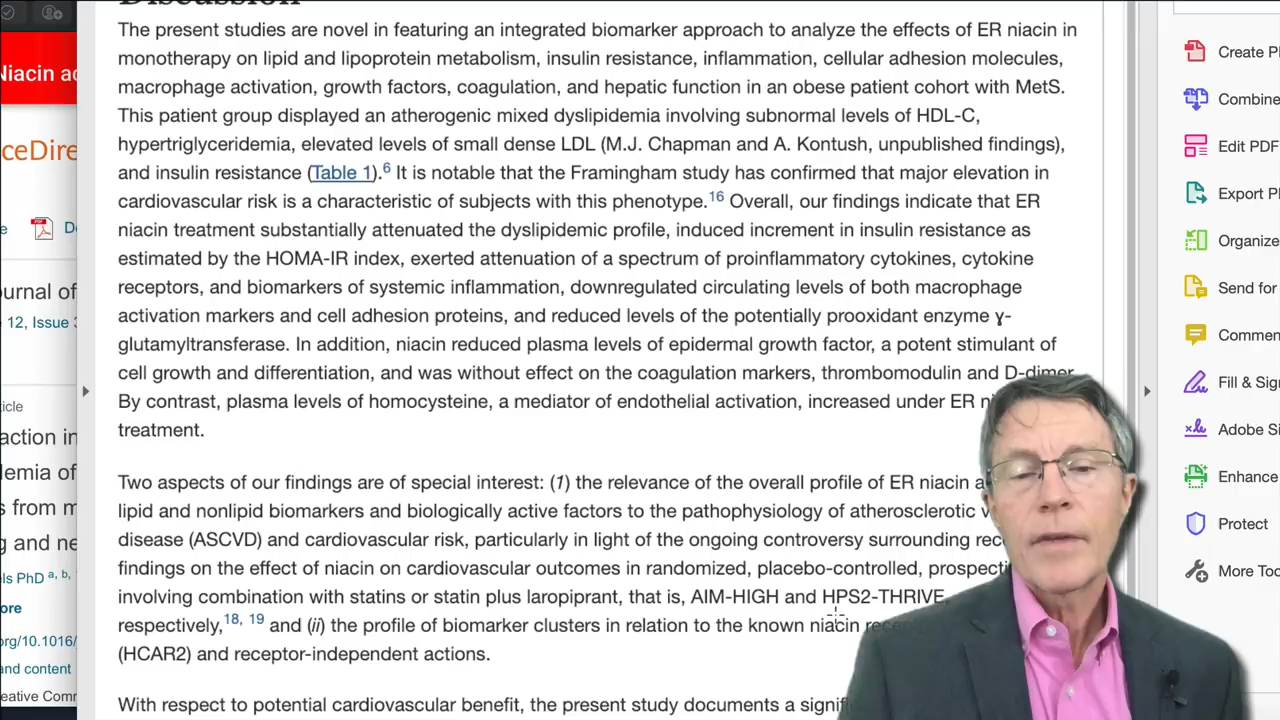 Discussion
The present studies are novel in featuring an integrated biomarker approach to analyze the effects of ER niacin in
monotherapy on lipid and lipoprotein metabolism, insulin resistance, inflammation, cellular adhesion molecules,
macrophage activation, growth factors, coagulation, and hepatic function in an obese patient cohort with MetS.
This patient group displayed an atherogenic mixed dyslipidemia involving subnormal levels of HDL-C,
hypertriglyceridemia, elevated levels of small dense LDL (M.J. Chapman and A. Kontush, unpublished findings),
and insulin resistance (Table 1).6 It is notable that the Framingham study has confirmed that major elevation in
cardiovascular risk is a characteristic of subjects with this phenotype.16 Overall, our findings indicate that ER
niacin treatment substantially attenuated the dyslipidemic profile, induced increment in insulin resistance as
estimated by the HOMA-IR index, exerted attenuation of a spectrum of proinflammatory cytokines, cytokine
receptors, and biomarkers of systemic inflammation, downregulated circulating levels of both macrophage
activation markers and cell adhesion proteins, and reduced levels of the potentially prooxidant enzyme ɣ-
glutamyltransferase. In addition, niacin reduced plasma levels of epidermal growth factor, a potent stimulant of
cell growth and differentiation, and was without effect on the coagulation markers, thrombomodulin and D-dimer.
By contrast, plasma levels of homocysteine, a mediator of endothelial activation, increased under ER
treatment.
Two aspects of our findings are of special interest: (1) the relevance of the overall profile of ER niacin
lipid and nonlipid biomarkers and biologically active factors to the pathophysiology of atherosclerotic
disease (ASCVD) and cardiovascular risk, particularly in light of the ongoing controversy surrounding
findings on the effect of niacin on cardiovascular outcomes in randomized, placebo-controlled,
involving combination with statins or statin plus laropiprant, that is, AIM-HIGH and HPS2-THRIVE,
respectively,18, 19 and (ii) the profile of biomarker clusters in relation to the known niacin
(HCAR2) and receptor-independent actions.
With respect to potential cardiovascular benefit, the present study documents a
Niacin ac
ceDire
PDF
De
urnal of
12, Issue 3
icle
action in
emia of
s from m
g and ne
els PhD a, b,
ore
org/10.1016/
and content
eative Comm
Create P
Combine
Edit PDF
Export P
Organize
Send for
Commen
Fill & Sig
Adobe Si
Enhance
Protect
More Too